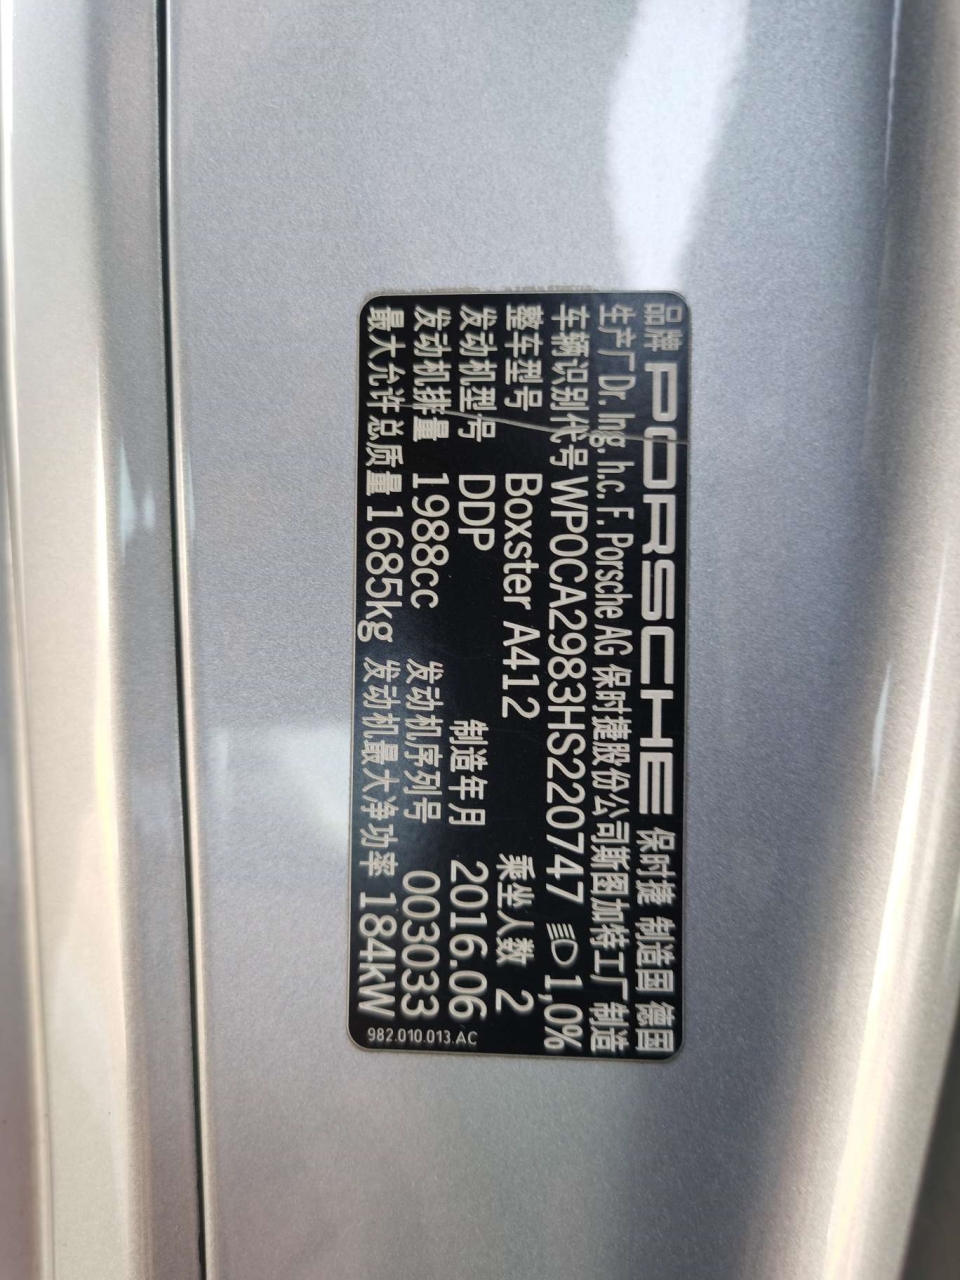 品牌 PORSCHE 保时捷 制造国 德国
生产厂 Dr. Ing. h.c. F. Porsche AG 保时捷股份公司斯图加特工厂制造
车辆识别代号 WP0CA2983HS220747 1,0%
整车型号 Boxster A412 乘坐人数 2
发动机型号 DDP 制造年月 2016.06
发动机排量 1988cc 发动机序列号 003033
最大允许总质量 1685kg 发动机最大净功率 184kW
982.010.013.AC